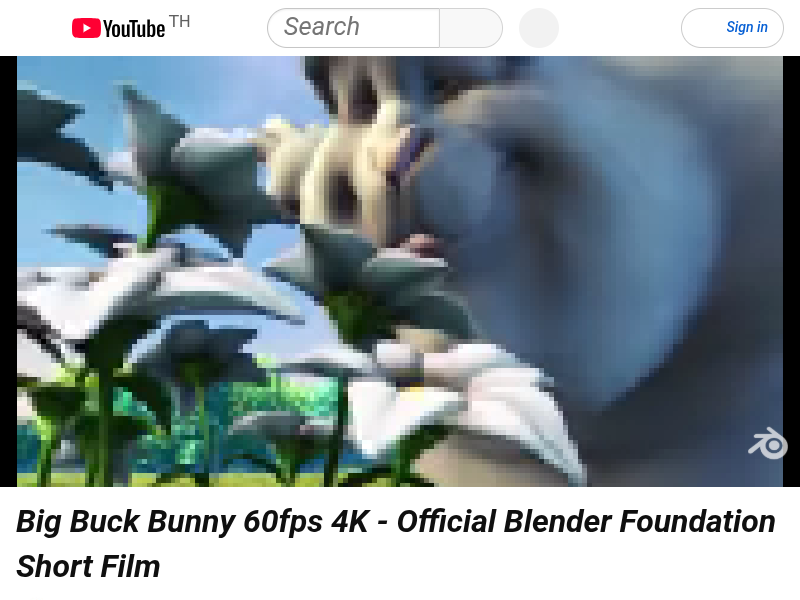 YouTube TH
Search
Sign in
Big Buck Bunny 60fps 4K - Official Blender Foundation
Short Film